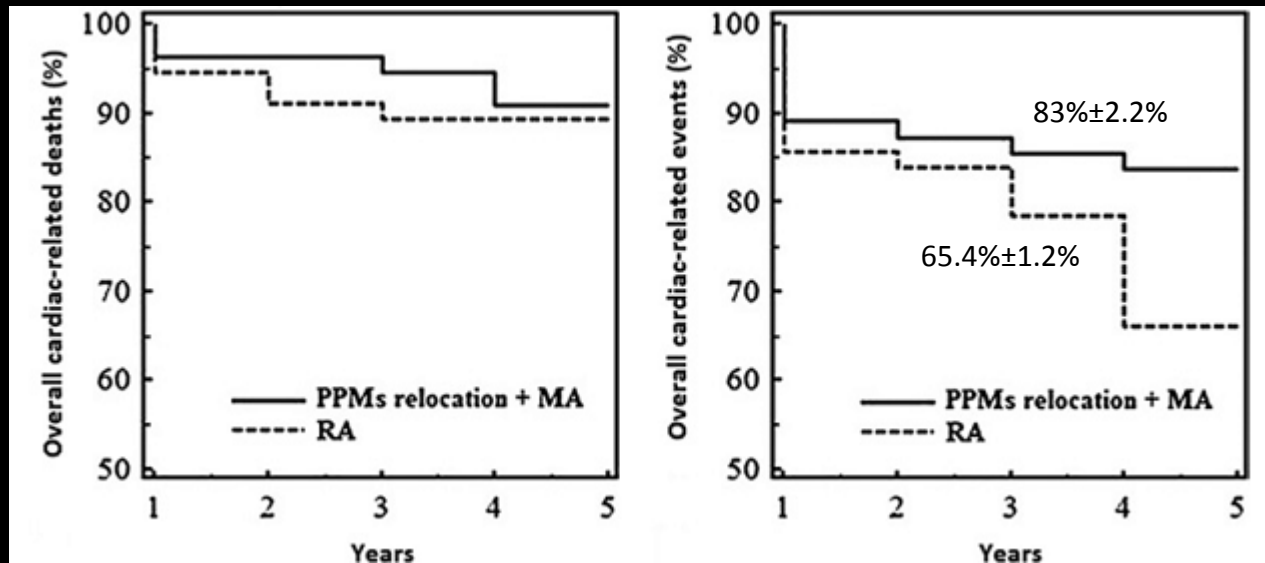 Overall cardiac-related deaths (%)
100
90
80
70
60
50
PPMs relocation + MA
RA
1 2 3 4 5
Years
Overall cardiac-related events (%)
100
90
80
70
60
50
83%±2.2%
65.4%±1.2%
PPMs relocation + MA
RA
1 2 3 4 5
Years